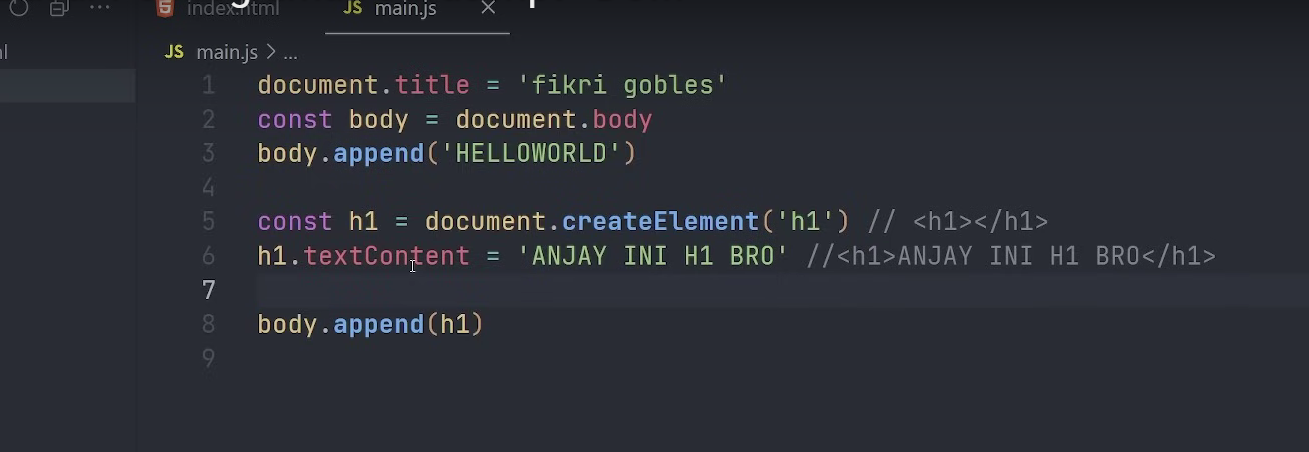 index.html JS main.js
JS main.js > ...
1 document.title = 'fikri gobles'
2 const body = document.body
3 body.append('HELLOWORLD')
4
5 const h1 = document.createElement('h1') // <h1></h1>
6 h1.textContent = 'ANJAY INI H1 BRO' //<h1>ANJAY INI H1 BRO</h1>
7
8 body.append(h1)
9